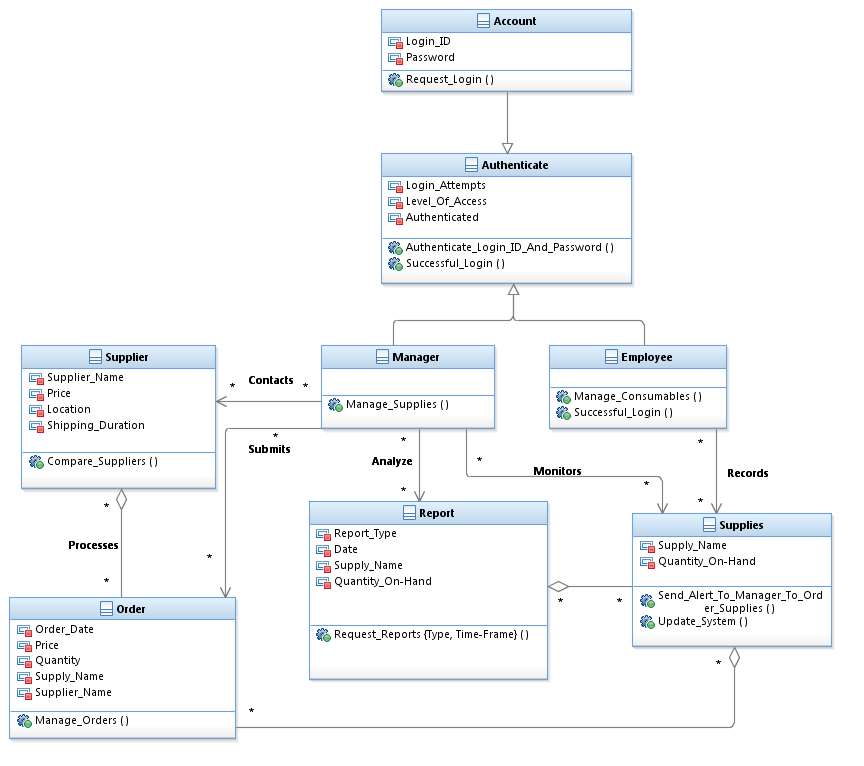 Account
Login_ID
Password
Request_Login ( )
Authenticate
Login_Attempts
Level_Of_Access
Authenticated
Authenticate_Login_ID_And_Password ( )
Successful_Login ( )
Supplier
Supplier_Name
Price
Location
Shipping_Duration
Compare_Suppliers ( )
* Contacts *
Manager
Manage_Supplies ( )
Employee
Manage_Consumables ( )
Successful_Login ( )
*
Submits
*
*
Analyze
*
*
Monitors
*
*
Records
*
*
Processes
*
Report
Report_Type
Date
Supply_Name
Quantity_On-Hand
Request_Reports {Type, Time-Frame} ( )
* *
Supplies
Supply_Name
Quantity_On-Hand
Send_Alert_To_Manager_To_Ord
er_Supplies ( )
Update_System ( )
*
Order
Order_Date
Price
Quantity
Supply_Name
Supplier_Name
Manage_Orders ( )
*